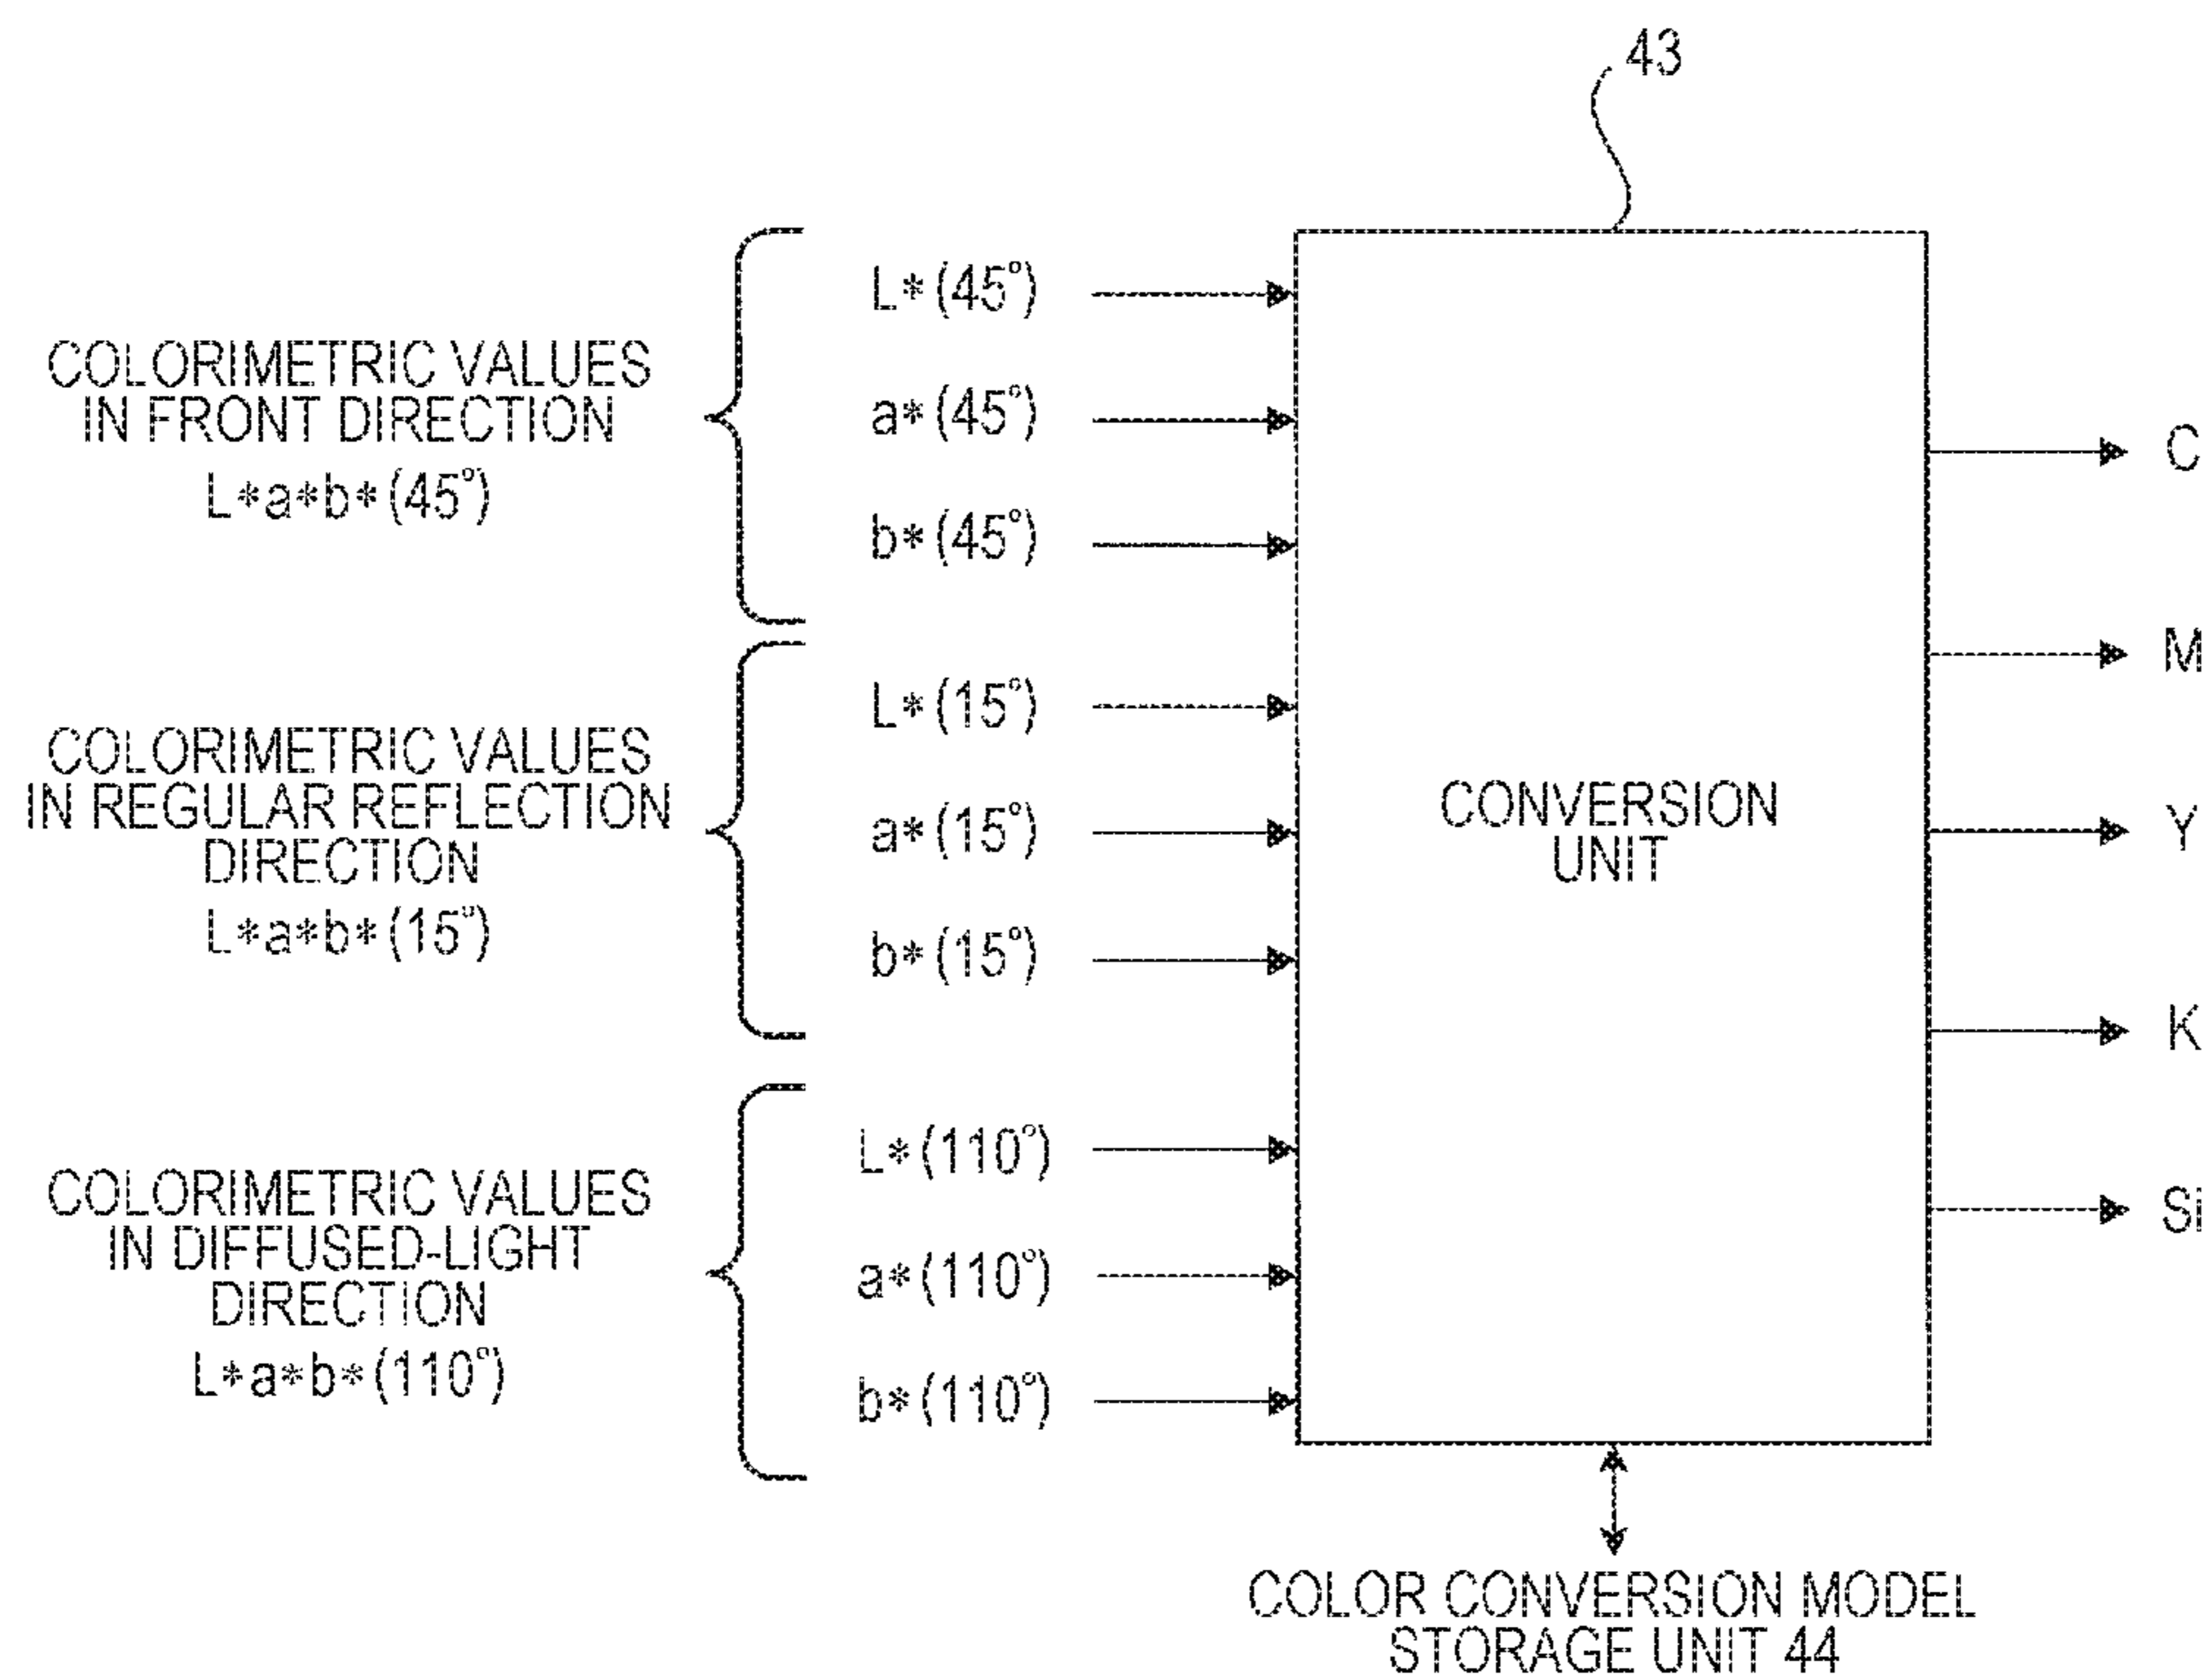 43
COLORIMETRIC VALUES
IN FRONT DIRECTION
L*a*b*(45°)
L*(45°)
a*(45°)
b*(45°)
COLORIMETRIC VALUES
IN REGULAR REFLECTION
DIRECTION
L*a*b*(15°)
L*(15°)
a*(15°)
b*(15°)
COLORIMETRIC VALUES
IN DIFFUSED-LIGHT
DIRECTION
L*a*b*(110°)
L*(110°)
a*(110°)
b*(110°)
CONVERSION
UNIT
C
M
Y
K
Si
COLOR CONVERSION MODEL
STORAGE UNIT 44